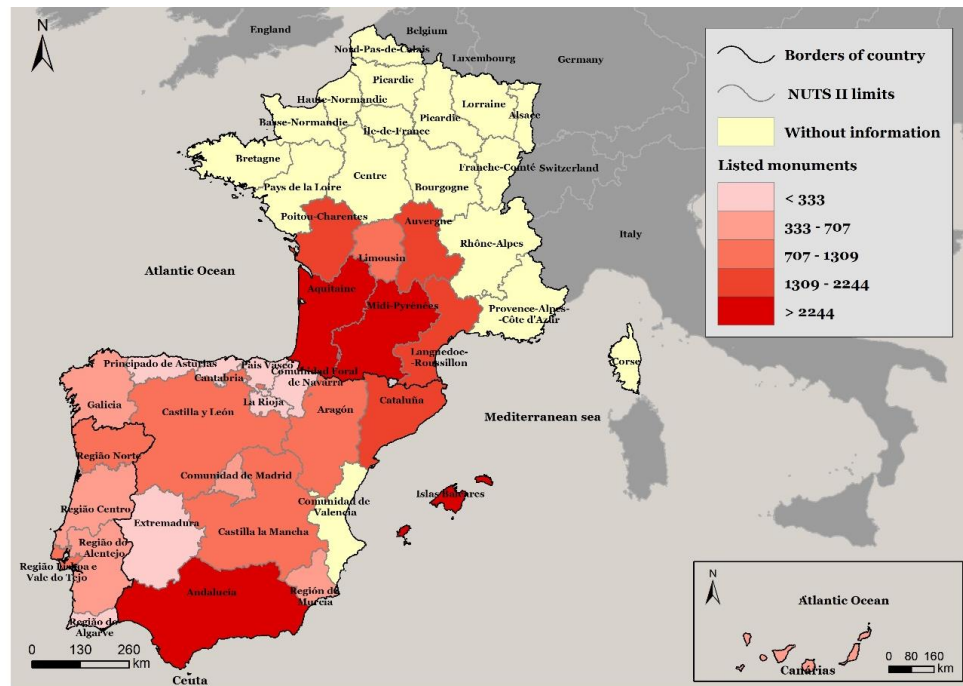 N
England
Belgium
Nord-Pas-de-Calais
Luxembourg
Germany
Picardie
Haute-Normandie
Lorraine
Basse-Normandie
Picardie
Alsace
Île-de-France
Bretagne
Centre
Franche-Comté
Switzerland
Pays de la Loire
Bourgogne
Poitou-Charentes
Auvergne
Rhône-Alpes
Italy
Limousin
Atlantic Ocean
Aquitaine
Midi-Pyrénées
Provence-Alpes-
-Côte d'Azur
Languedoc-
-Roussillon
Corse
Principado de Asturias
País Vasco
Cantabria
Comunidad Foral
de Navarra
La Rioja
Galicia
Castilla y León
Aragón
Cataluña
Mediterranean sea
Região Norte
Comunidad de Madrid
Islas Baleares
Região Centro
Extremadura
Comunidad de
Valencia
Castilla la Mancha
Região do
Alentejo
Região Lisboa e
Vale do Tejo
Andalucía
Región de
Murcia
Região do
Algarve
0 130 260
km
Ceuta
Borders of country
NUTS II limits
Without information
Listed monuments
< 333
333 - 707
707 - 1309
1309 - 2244
> 2244
N
Atlantic Ocean
Canárias
0 80 160
km